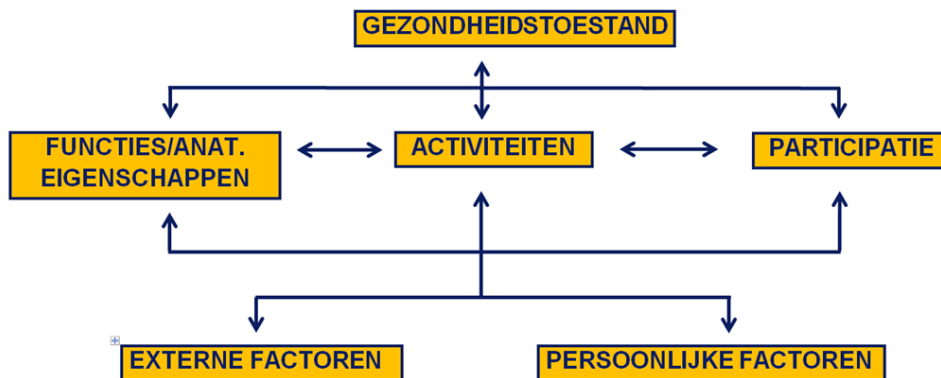 GEZONDHEIDSTOESTAND
FUNCTIES/ANAT.
EIGENSCHAPPEN
ACTIVITEITEN
PARTICIPATIE
EXTERNE FACTOREN
PERSOONLIJKE FACTOREN